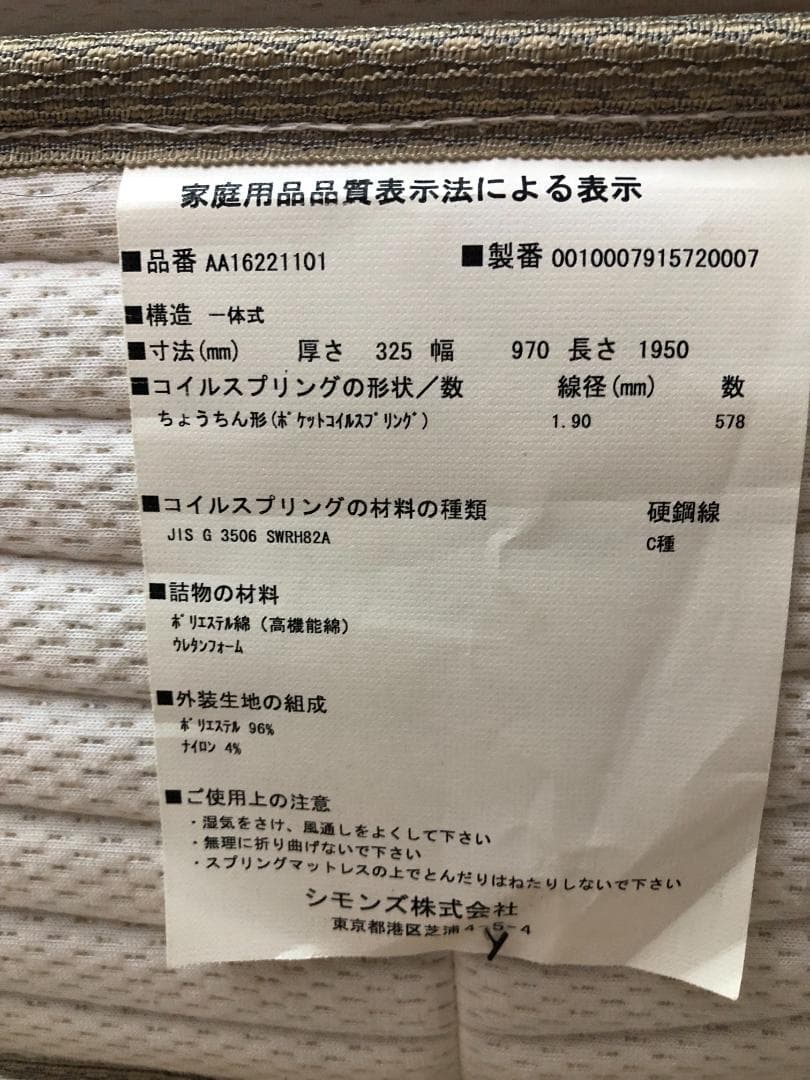 家庭用品品質表示法による表示
■品番 AA16221101 ■製番 0010007915720007
■構造 一体式
■寸法(mm) 厚さ 325 幅 970 長さ 1950
■コイルスプリングの形状/数 線径(mm) 数
ちょうちん形(ﾎﾟｹｯﾄｺｲﾙｽﾌﾟﾘﾝｸﾞ) 1.90 578
■コイルスプリングの材料の種類 硬鋼線
JIS G 3506 SWRH82A C種
■詰物の材料
ﾎﾟﾘｴｽﾃﾙ綿（高機能綿）
ｳﾚﾀﾝﾌｫｰﾑ
■外装生地の組成
ﾎﾟﾘｴｽﾃﾙ 96%
ﾅｲﾛﾝ 4%
■ご使用上の注意
・湿気をさけ、風通しをよくして下さい
・無理に折り曲げないで下さい
・スプリングマットレスの上でとんだりはねたりしないで下さい
シモンズ株式会社
東京都港区芝浦4-5-4